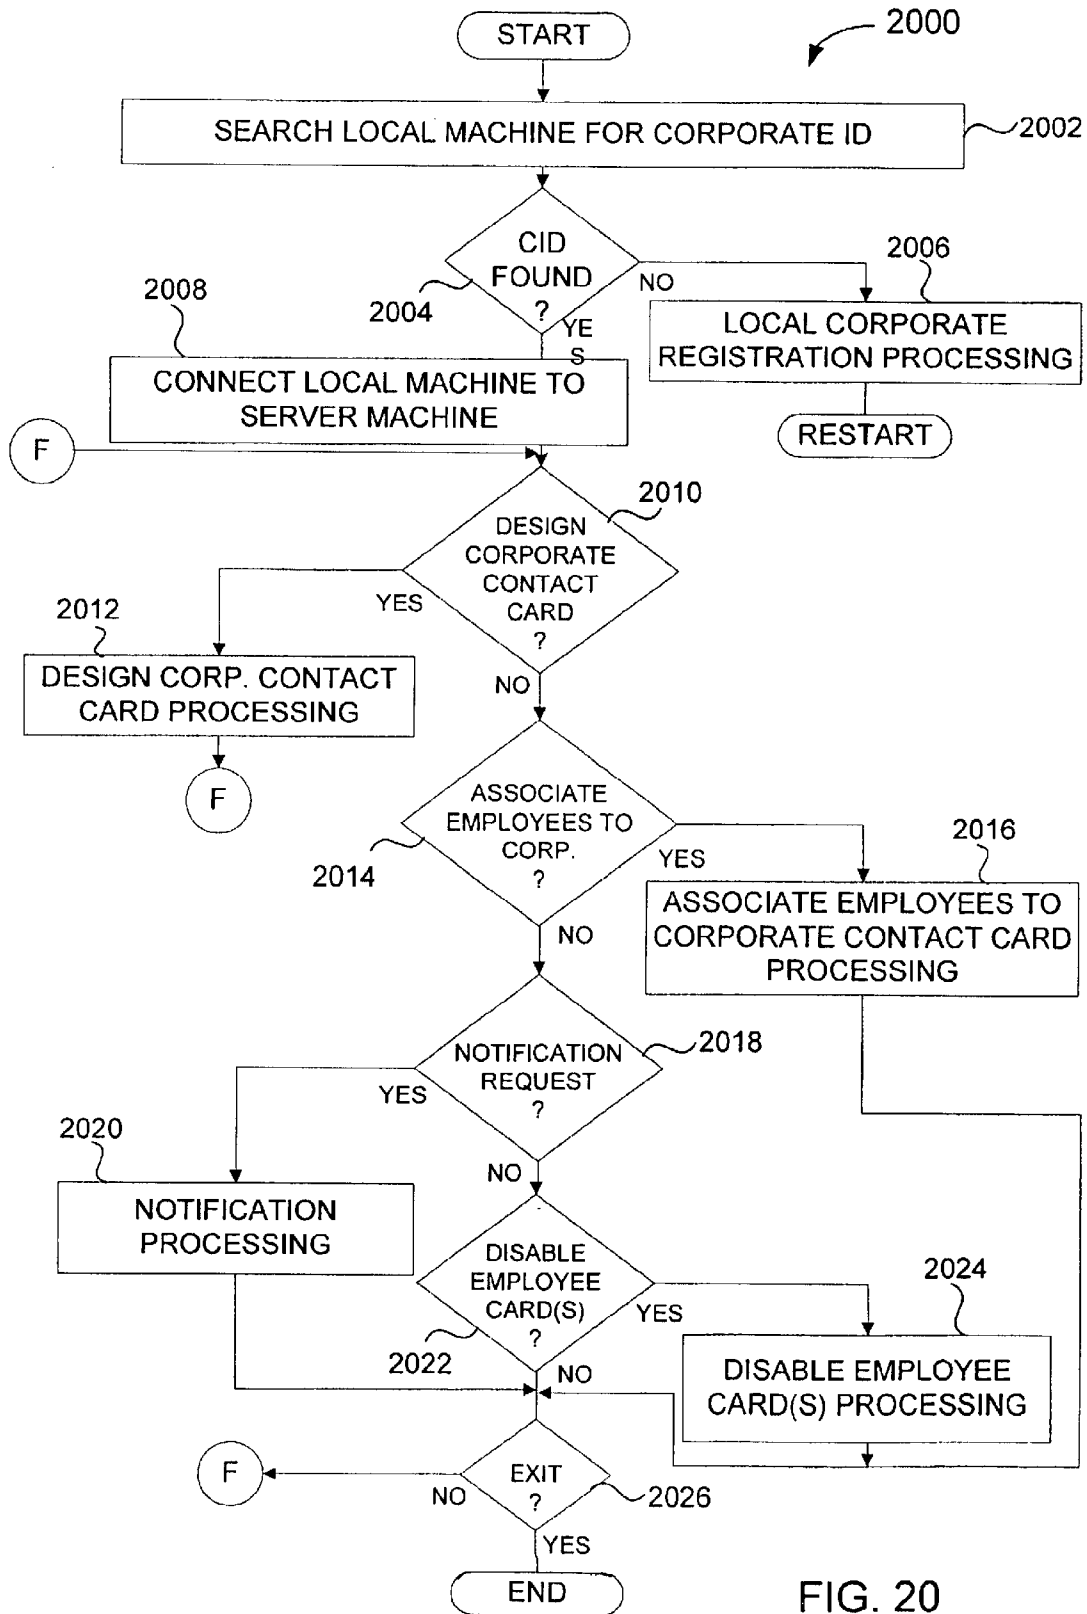 START
2000
SEARCH LOCAL MACHINE FOR CORPORATE ID
2002
CID
FOUND
?
2004
NO
YE
S
2006
LOCAL CORPORATE
REGISTRATION PROCESSING
RESTART
2008
CONNECT LOCAL MACHINE TO
SERVER MACHINE
F
2010
DESIGN
CORPORATE
CONTACT
CARD
?
YES
NO
2012
DESIGN CORP. CONTACT
CARD PROCESSING
F
ASSOCIATE
EMPLOYEES TO
CORP.
?
2014
YES
NO
2016
ASSOCIATE EMPLOYEES TO
CORPORATE CONTACT CARD
PROCESSING
NOTIFICATION
REQUEST
?
2018
YES
NO
2020
NOTIFICATION
PROCESSING
DISABLE
EMPLOYEE
CARD(S)
?
2022
YES
NO
2024
DISABLE EMPLOYEE
CARD(S) PROCESSING
F
EXIT
?
2026
NO
YES
END
FIG. 20